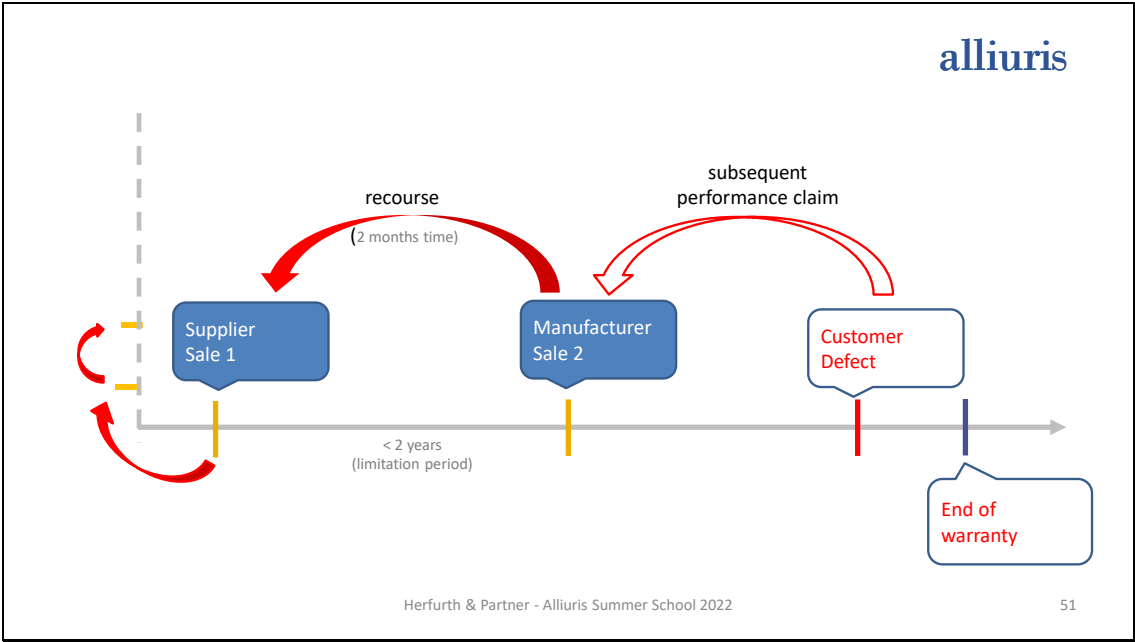 alliuris
subsequent
performance claim
recourse
(2 months time)
Supplier
Sale 1
Manufacturer
Sale 2
Customer
Defect
< 2 years
(limitation period)
End of
warranty
Herfurth & Partner - Alliuris Summer School 2022
51